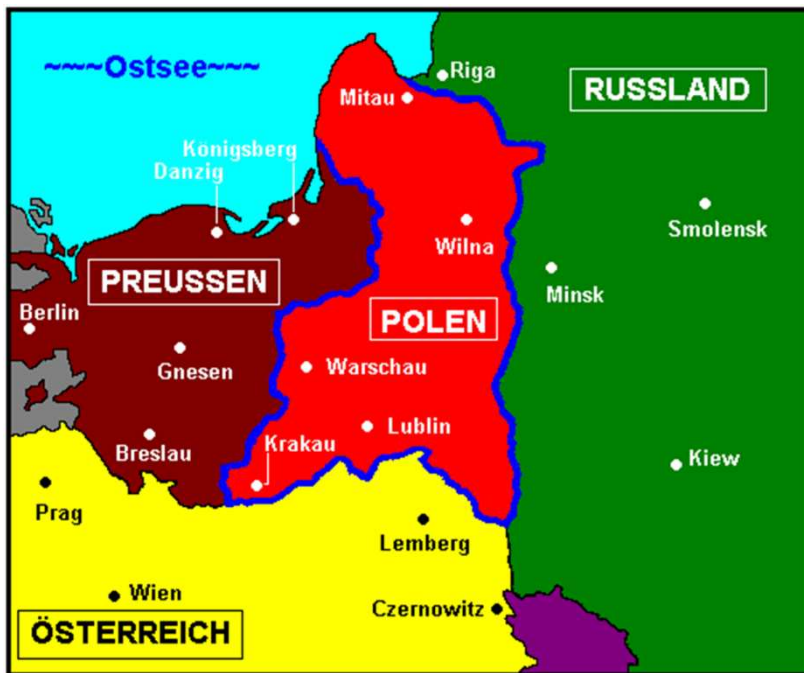 ~~~~Ostsee~~~
Riga
RUSSLAND
Mitau
Königsberg
Danzig
Smolensk
Wilna
PREUSSEN
Minsk
Berlin
POLEN
Gnesen
Warschau
Lublin
Krakau
Breslau
Kiew
Prag
Lemberg
Wien
Czernowitz
ÖSTERREICH